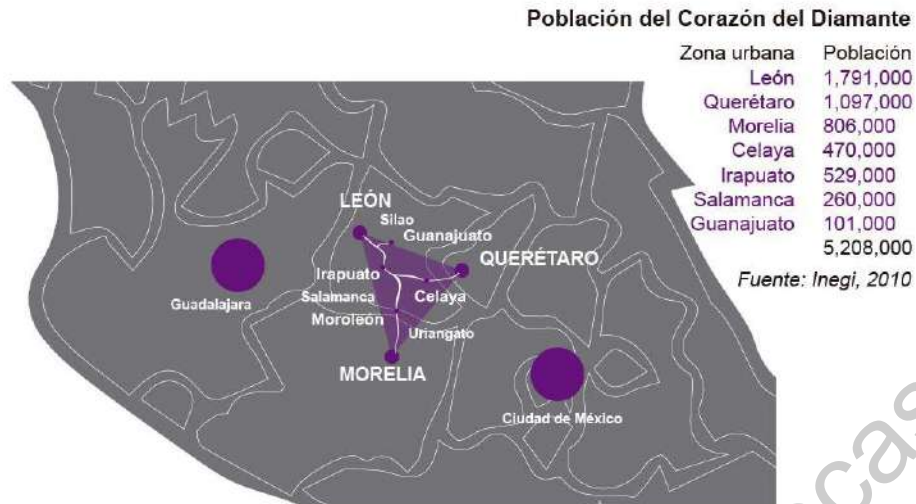 Población del Corazón del Diamante
Zona urbana Población
León 1,791,000
Querétaro 1,097,000
Morelia 806,000
Celaya 470,000
Irapuato 529,000
Salamanca 260,000
Guanajuato 101,000
5,208,000
Fuente: Inegi, 2010
LEÓN
Silao
Guanajuato
QUERÉTARO
Irapuato
Salamanca
Celaya
Guadalajara
Moroleón
Uriangato
MORELIA
Ciudad de México